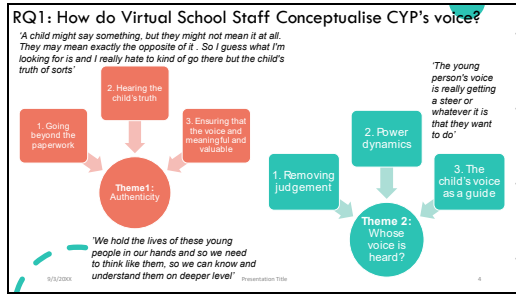 RQ1: How do Virtual School Staff Conceptualise CYP's voice?
'A child might say something, but they might not mean it at all.
They may mean exactly the opposite of it . So I guess what I'm
looking for is and I really hate to kind of go there but the child's
truth of sorts'
1. Going
beyond the
paperwork
2. Hearing the
child's truth
3. Ensuring that
the voice and
meaningful and
valuable
Theme1:
Authenticity
'We hold the lives of these young
people in our hands and so we need
to think like them, so we can know and
understand them on deeper level'
'The young
person's voice
is really getting
a steer or
whatever it is
that they want
to do'
1. Removing
judgement
2. Power
dynamics
3. The
child's voice
as a guide
Theme 2:
Whose
voice is
heard?
9/3/20XX
Presentation Title
4